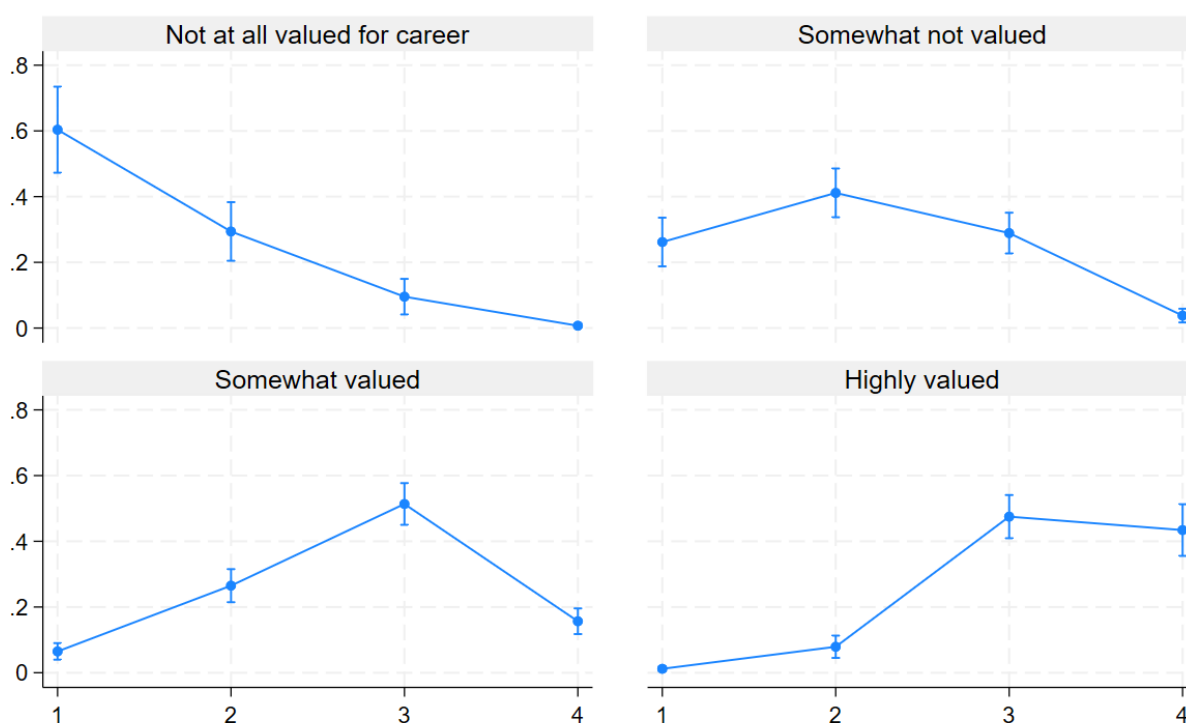 Not at all valued for career
Somewhat not valued
.8
.6
.4
.2
0
Somewhat valued
Highly valued
.8
.6
.4
.2
0
1 2 3 4
1 2 3 4